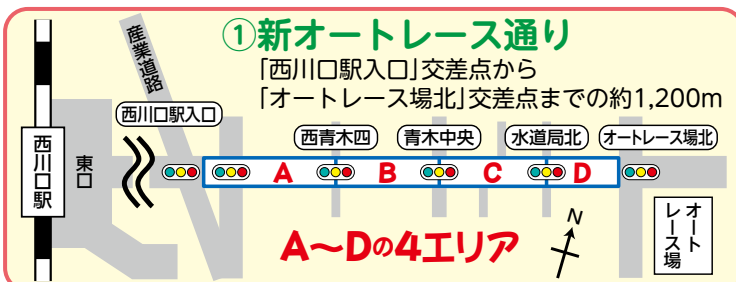 ①新オートレース通り
「西川口駅入口」交差点から
「オートレース場北」交差点までの約1,200m
産業道路
西川口駅入口
西青木四
青木中央
水道局北
オートレース場北
西川口駅
東口
A
B
C
D
A〜Dの4エリア
N
オート
レース場